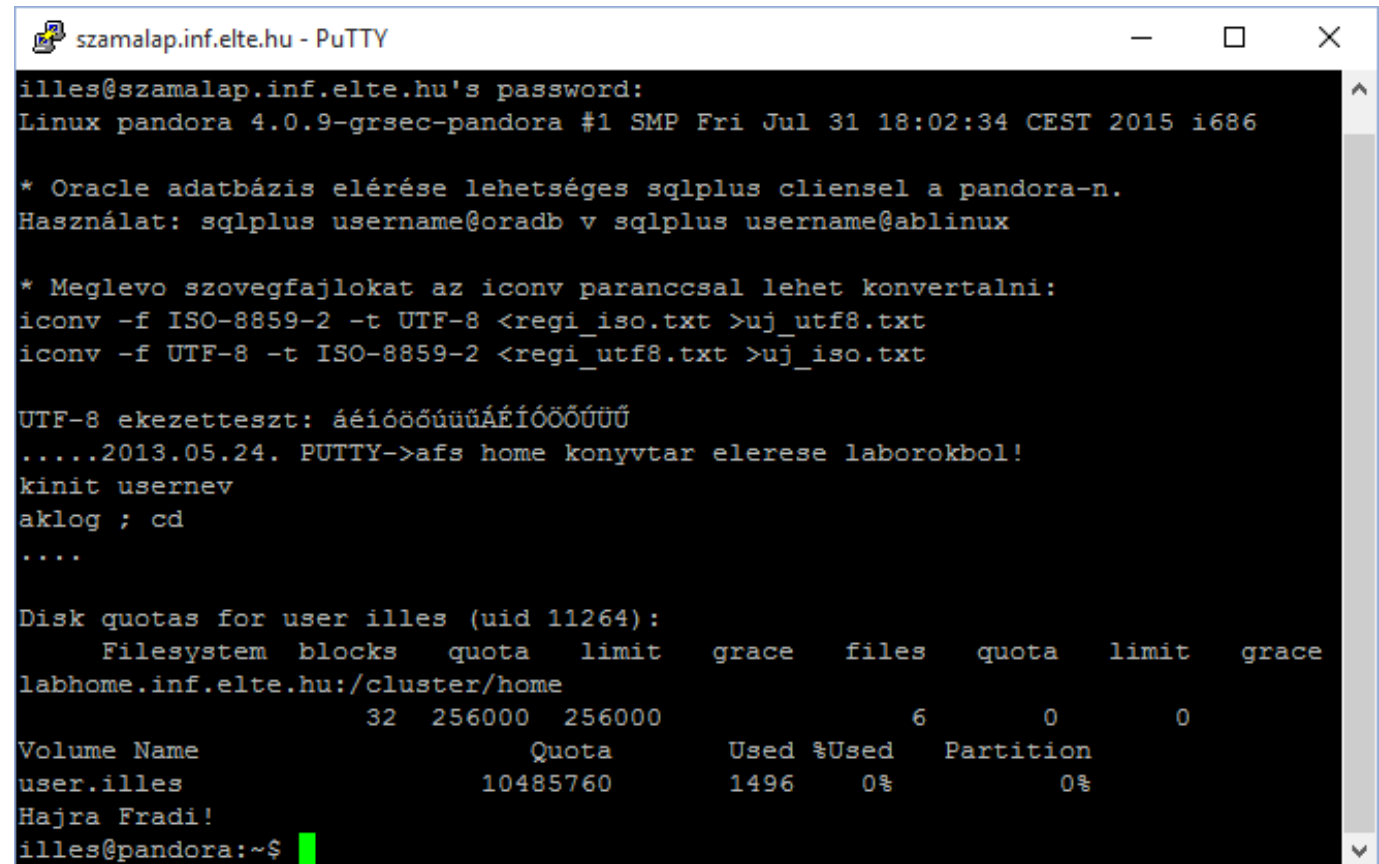 szamalap.inf.elte.hu - PuTTY
illes@szamalap.inf.elte.hu's password:
Linux pandora 4.0.9-grsec-pandora #1 SMP Fri Jul 31 18:02:34 CEST 2015 i686
* Oracle adatbázis elérése lehetséges sqlplus cliensel a pandora-n.
Használat: sqlplus username@oradb v sqlplus username@ablinux
* Meglevo szovegfajlokat az iconv paranccsal lehet konvertalni:
iconv -f ISO-8859-2 -t UTF-8 <regi_iso.txt >uj_utf8.txt
iconv -f UTF-8 -t ISO-8859-2 <regi_utf8.txt >uj_iso.txt
UTF-8 ekezetteszt: áéíóöőúüűÁÉÍÓÖŐÚÜŰ
.....2013.05.24. PUTTY->afs home konyvtar elerese laborokbol!
kinit usernev
aklog ; cd
....
Disk quotas for user illes (uid 11264):
Filesystem blocks quota limit grace files quota limit grace
labhome.inf.elte.hu:/cluster/home
32 256000 256000 6 0 0
Volume Name Quota Used %Used Partition
user.illes 10485760 1496 0% 0%
Hajra Fradi!
illes@pandora:~$